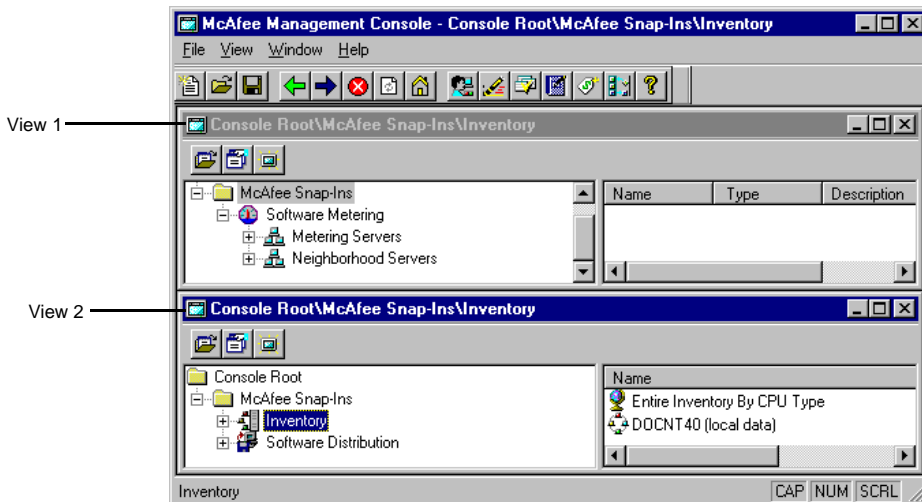 McAfee Management Console - Console Root\McAfee Snap-Ins\Inventory
File View Window Help
View 1
Console Root\McAfee Snap-Ins\Inventory
McAfee Snap-Ins
Software Metering
Metering Servers
Neighborhood Servers
Name Type Description
View 2
Console Root\McAfee Snap-Ins\Inventory
Console Root
McAfee Snap-Ins
Inventory
Software Distribution
Name
Entire Inventory By CPU Type
DOCNT40 (local data)
Inventory CAP NUM SCRL